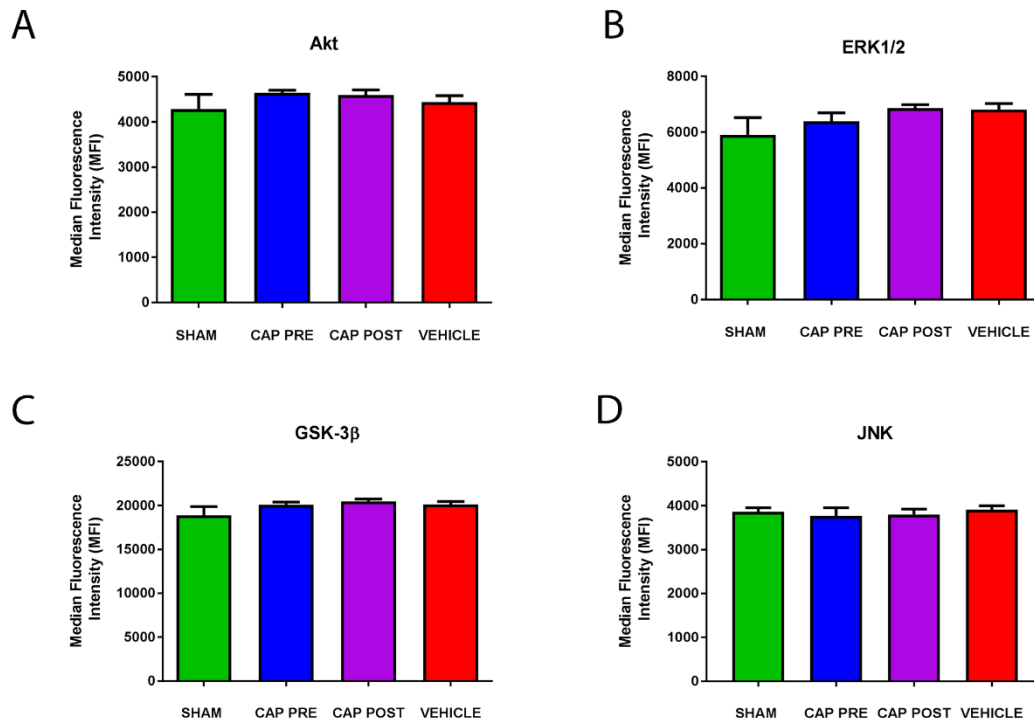 A
Akt
Median Fluorescence
Intensity (MFI)
5000
4000
3000
2000
1000
0
SHAM CAP PRE CAP POST VEHICLE
B
ERK1/2
Median Fluorescence
Intensity (MFI)
8000
6000
4000
2000
0
SHAM CAP PRE CAP POST VEHICLE
C
GSK-3β
Median Fluorescence
Intensity (MFI)
25000
20000
15000
10000
5000
0
SHAM CAP PRE CAP POST VEHICLE
D
JNK
Median Fluorescence
Intensity (MFI)
5000
4000
3000
2000
1000
0
SHAM CAP PRE CAP POST VEHICLE